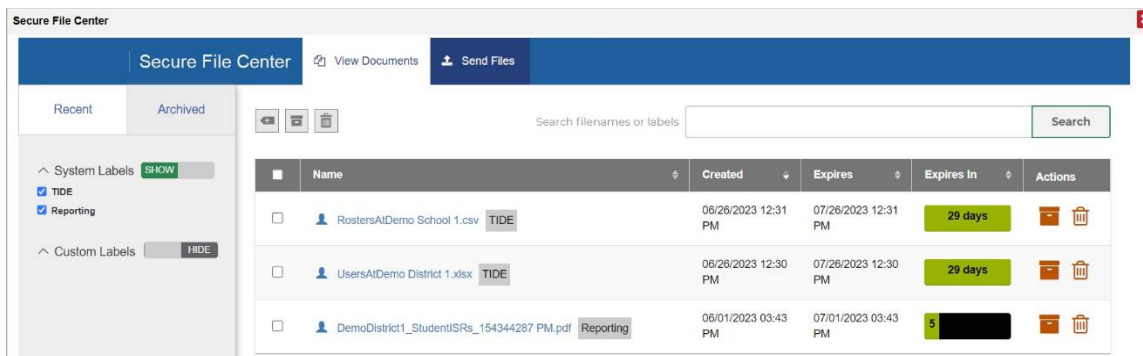 Secure File Center
Secure File Center View Documents Send Files
Recent Archived
Search filenames or labels Search
System Labels SHOW
TIDE
Reporting
Custom Labels HIDE
Name Created Expires Expires In Actions
RostersAtDemo School 1.csv TIDE 06/26/2023 12:31 PM 07/26/2023 12:31 PM 29 days
UsersAtDemo District 1.xlsx TIDE 06/26/2023 12:30 PM 07/26/2023 12:30 PM 29 days
DemoDistrict1_StudentISRs_154344287 PM.pdf Reporting 06/01/2023 03:43 PM 07/01/2023 03:43 PM 5